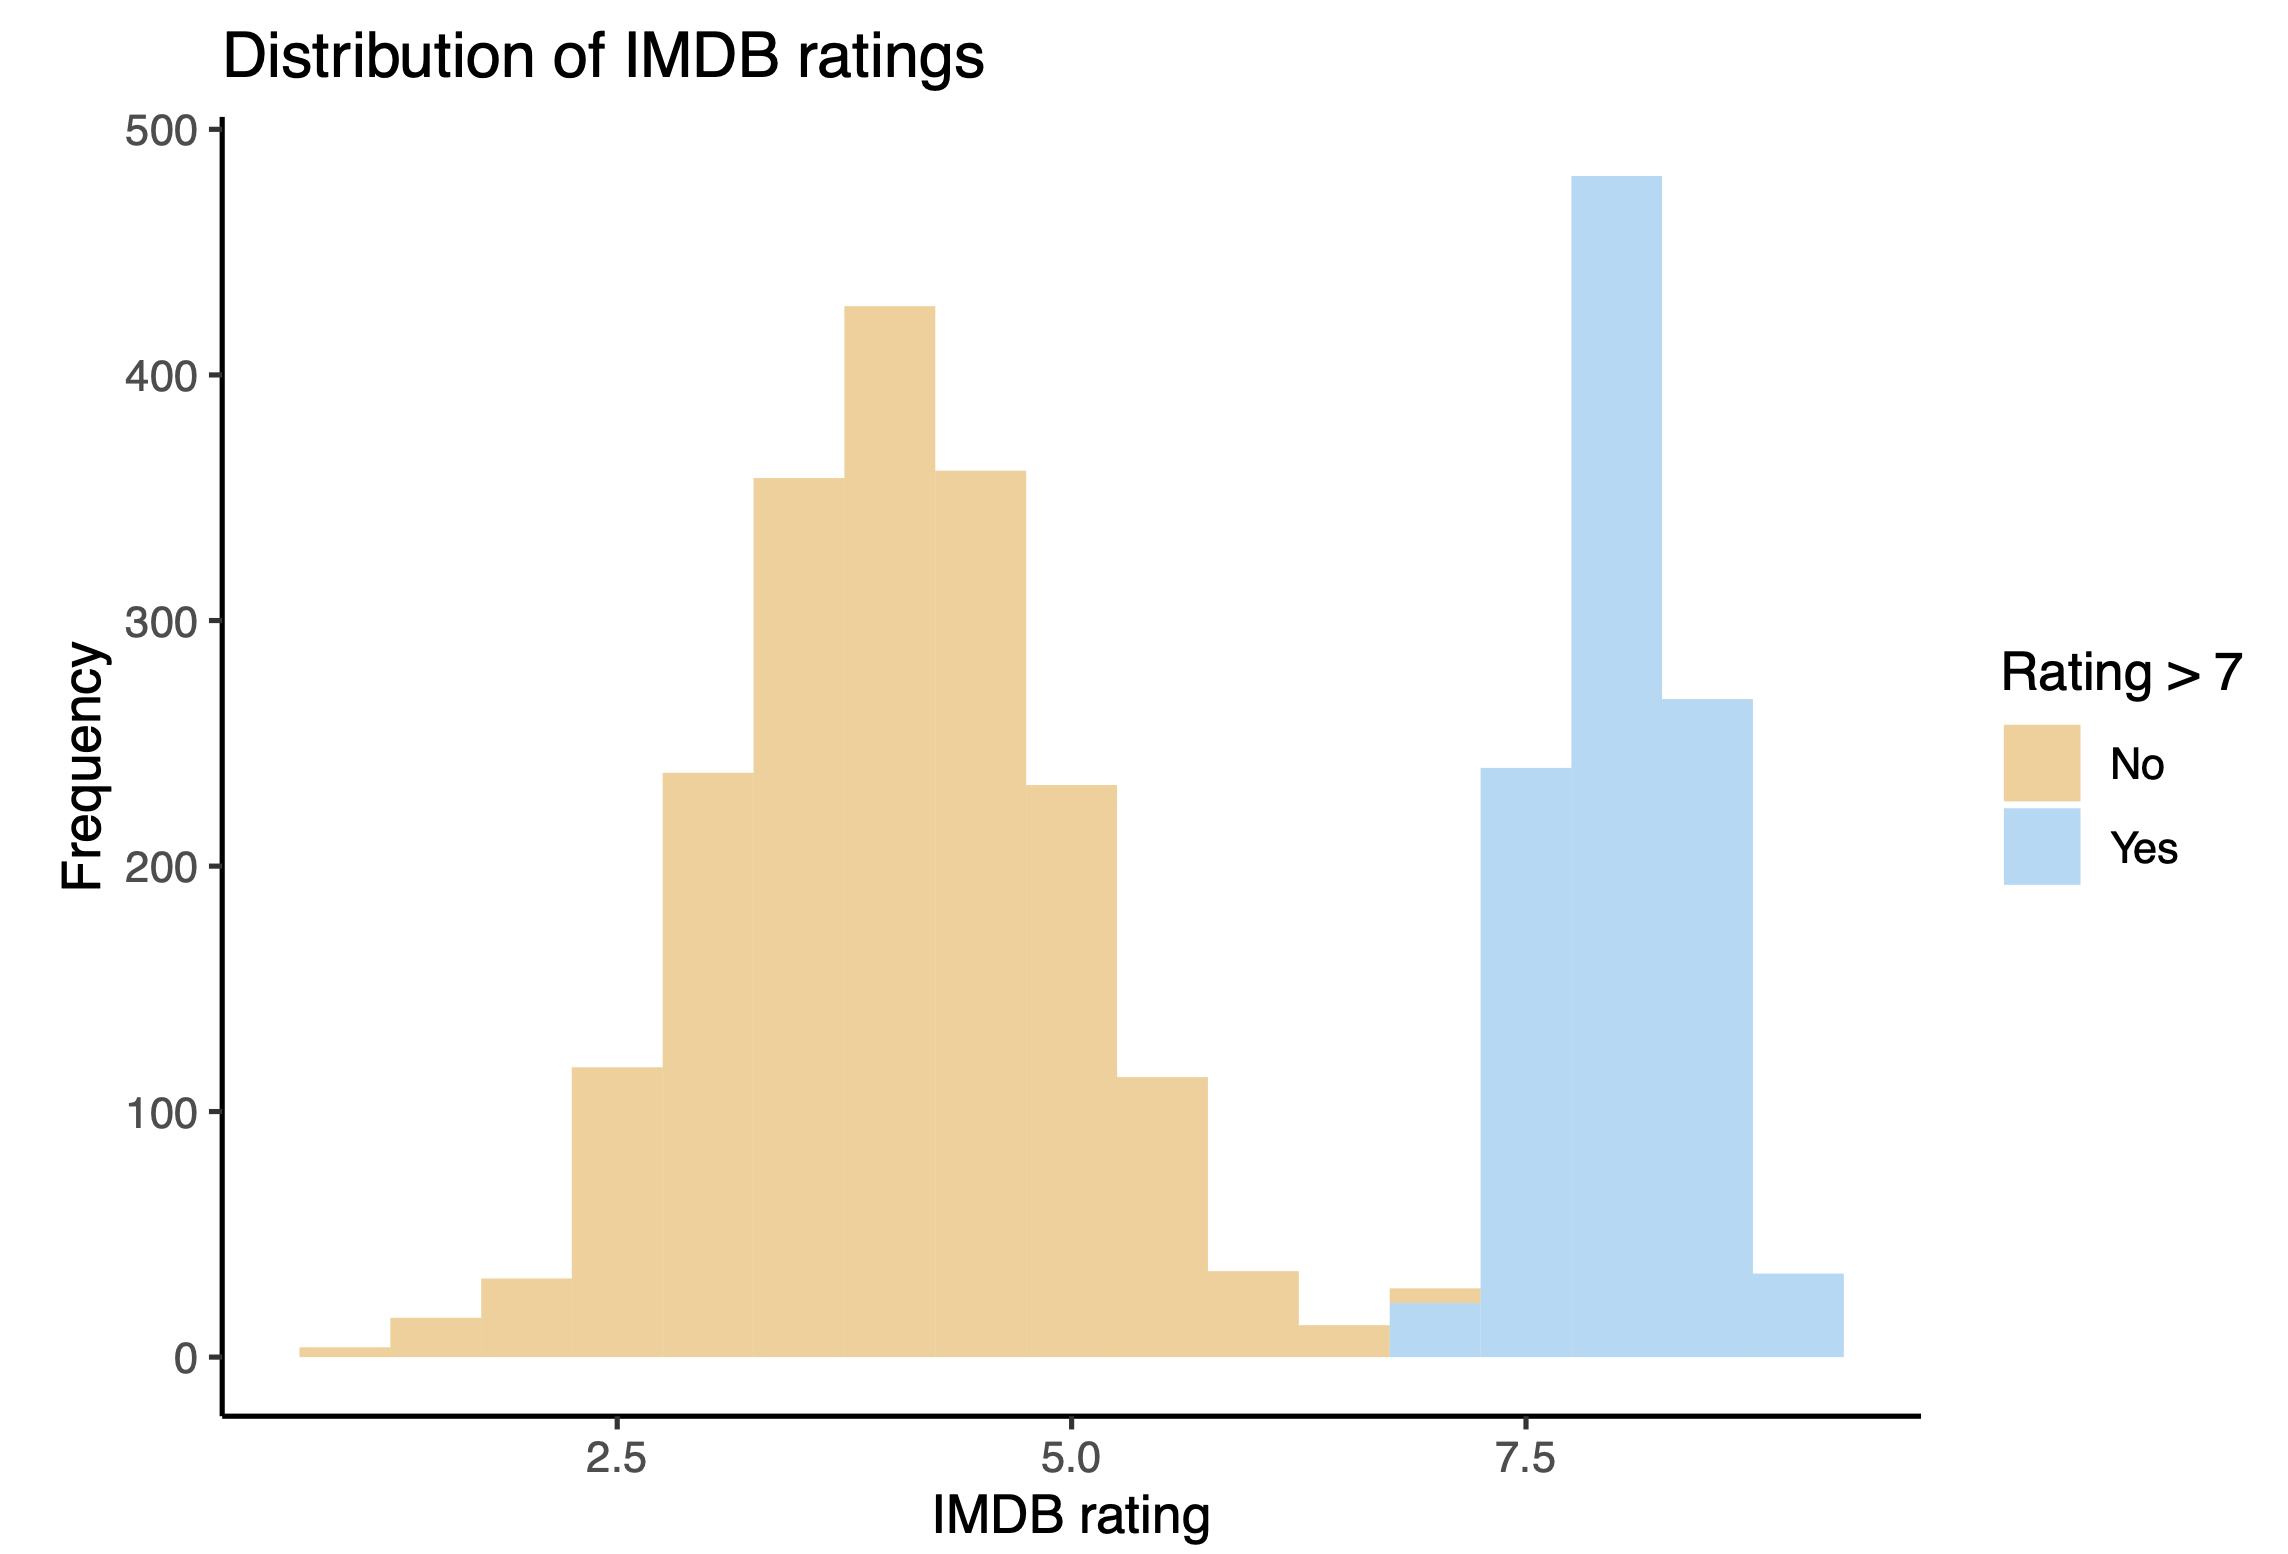 Distribution of IMDB ratings
500
400
300
200
100
0
Frequency
2.5 5.0 7.5
IMDB rating
Rating > 7
No
Yes